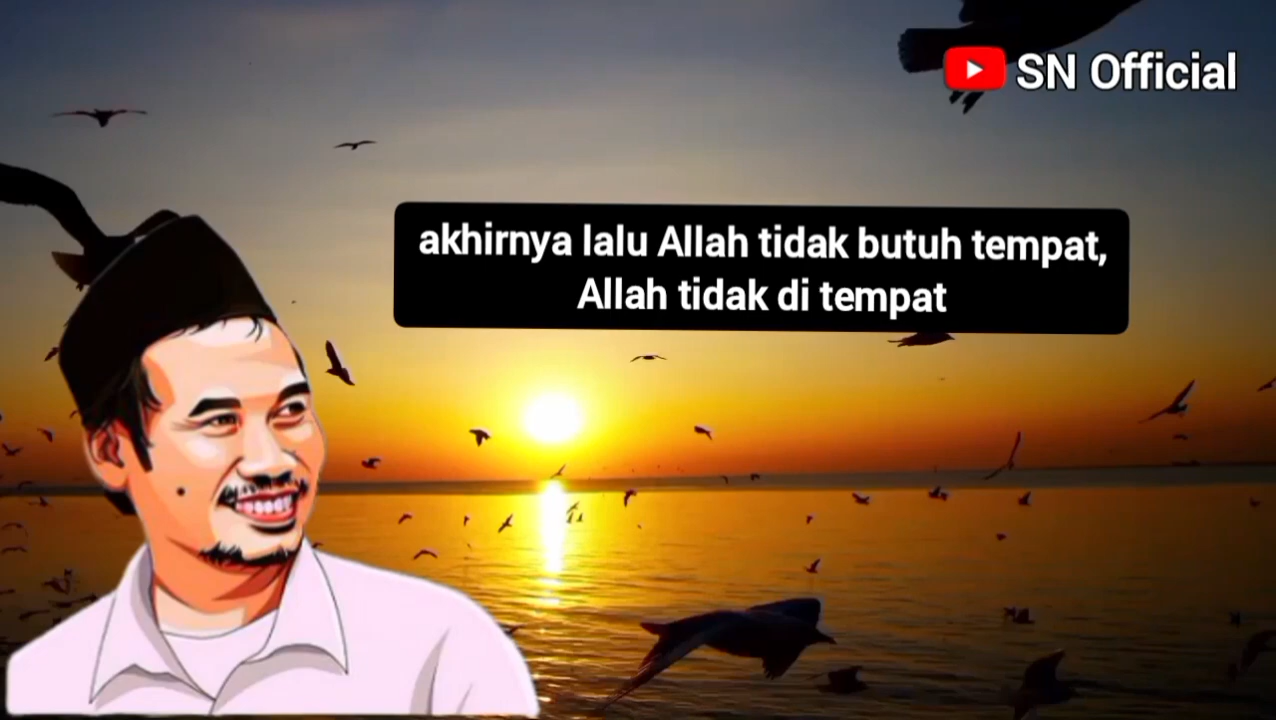 SN Official
akhirnya lalu Allah tidak butuh tempat,
Allah tidak di tempat